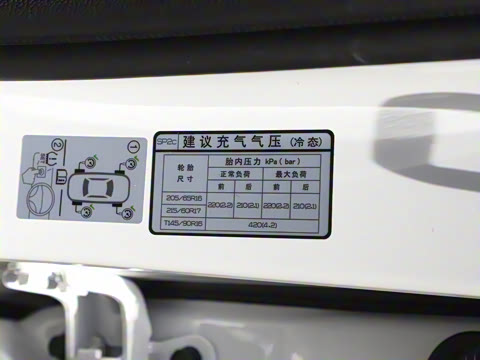 ② ①
SP2c 建议充气气压(冷态)
轮胎尺寸 胎内压力 kPa(bar)
正常负荷 最大负荷
前 后 前 后
205/65R16 220(2.2) 210(2.1) 220(2.2) 210(2.1)
215/60R17
T145/90R16 420(4.2)